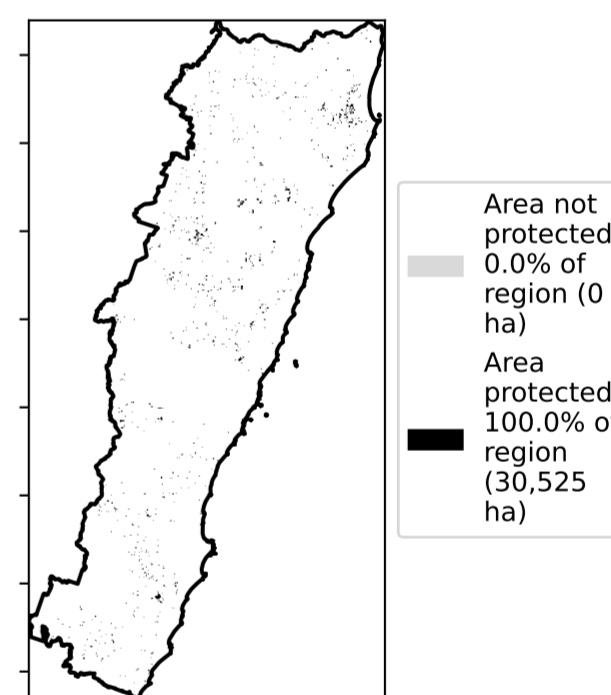 Area not
protected
0.0% of
region (0
ha)
Area
protected
100.0% o
region
(30,525
ha)